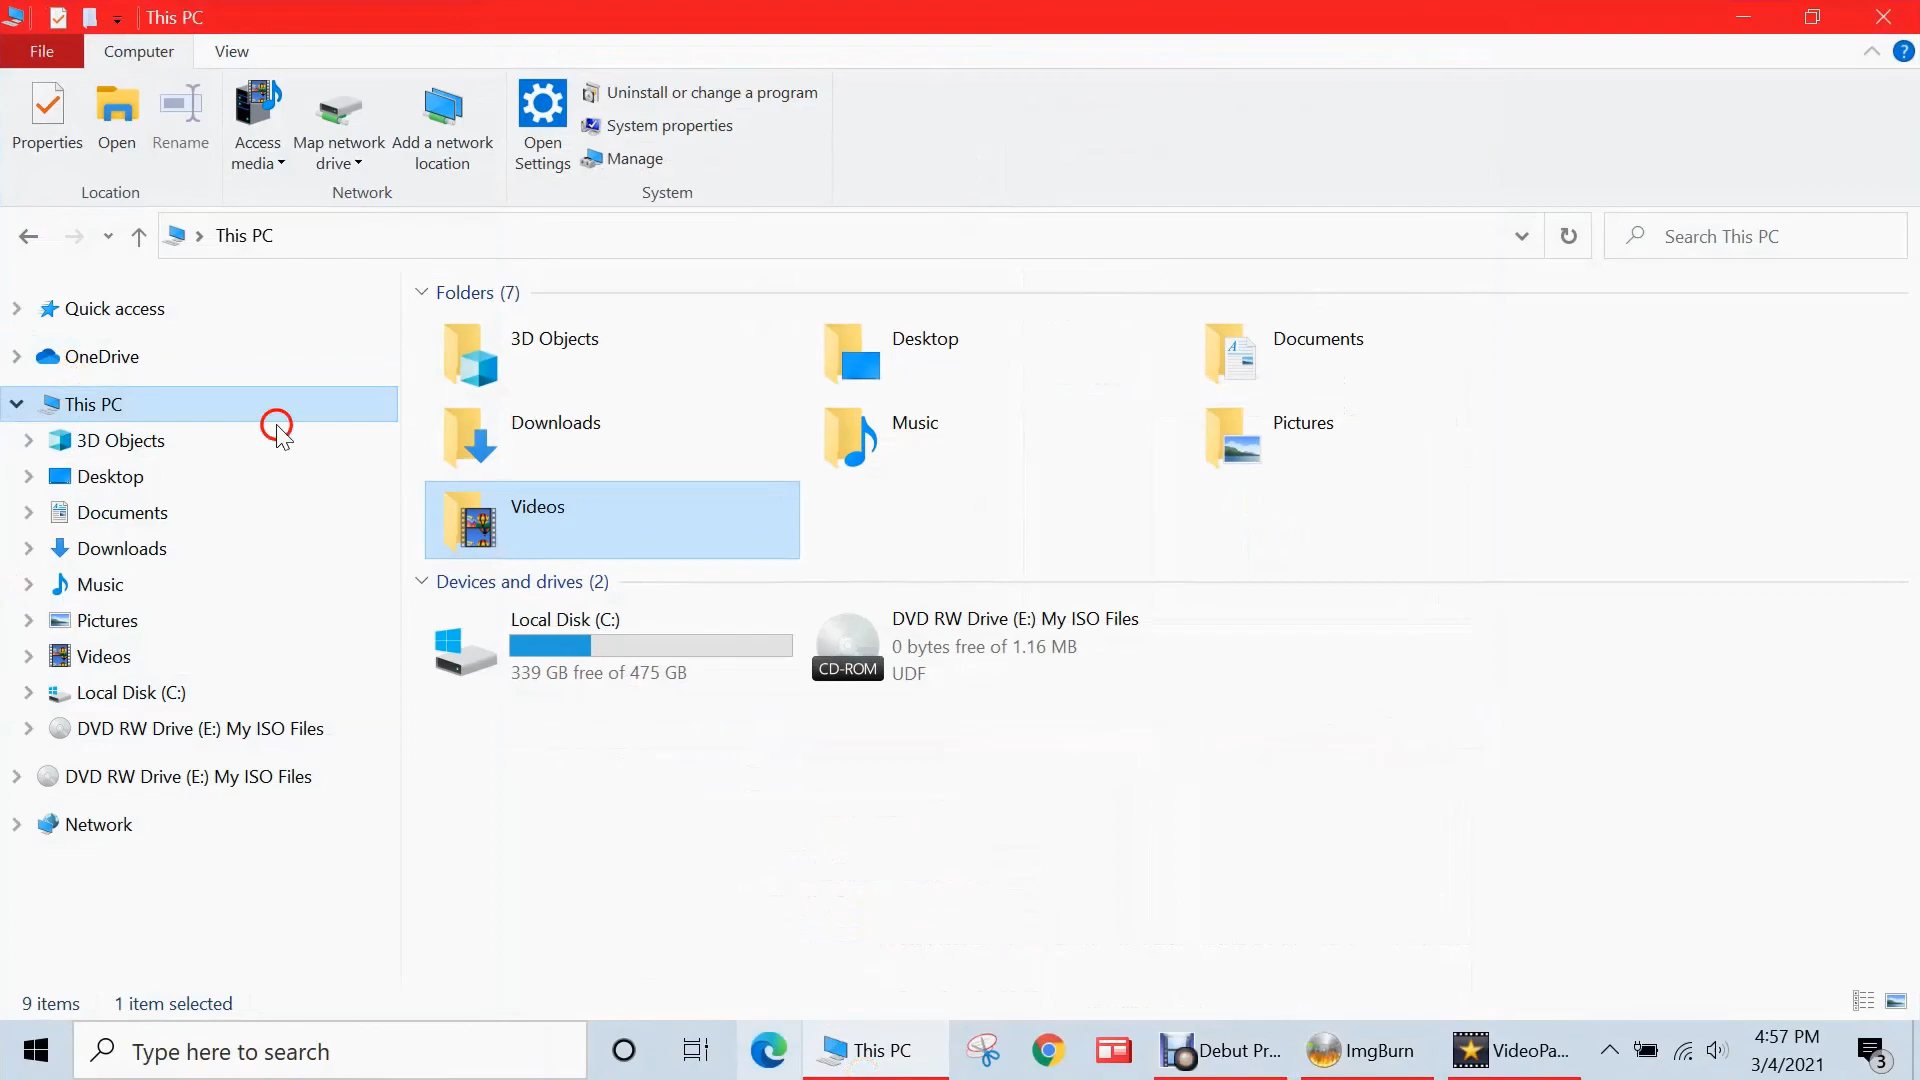 This PC
File
Computer
View
Properties
Open
Rename
Access
media
Map network
drive
Add a network
location
Open
Settings
Uninstall or change a program
System properties
Manage
Location
Network
System
This PC
Search This PC
Quick access
OneDrive
This PC
3D Objects
Desktop
Documents
Downloads
Music
Pictures
Videos
Local Disk (C:)
DVD RW Drive (E:) My ISO Files
DVD RW Drive (E:) My ISO Files
Network
Folders (7)
3D Objects
Desktop
Documents
Downloads
Music
Pictures
Videos
Devices and drives (2)
Local Disk (C:)
339 GB free of 475 GB
CD-ROM
DVD RW Drive (E:) My ISO Files
0 bytes free of 1.16 MB
UDF
9 items
1 item selected
Type here to search
This PC
Debut Pr...
ImgBurn
VideoPa...
4:57 PM
3/4/2021
3